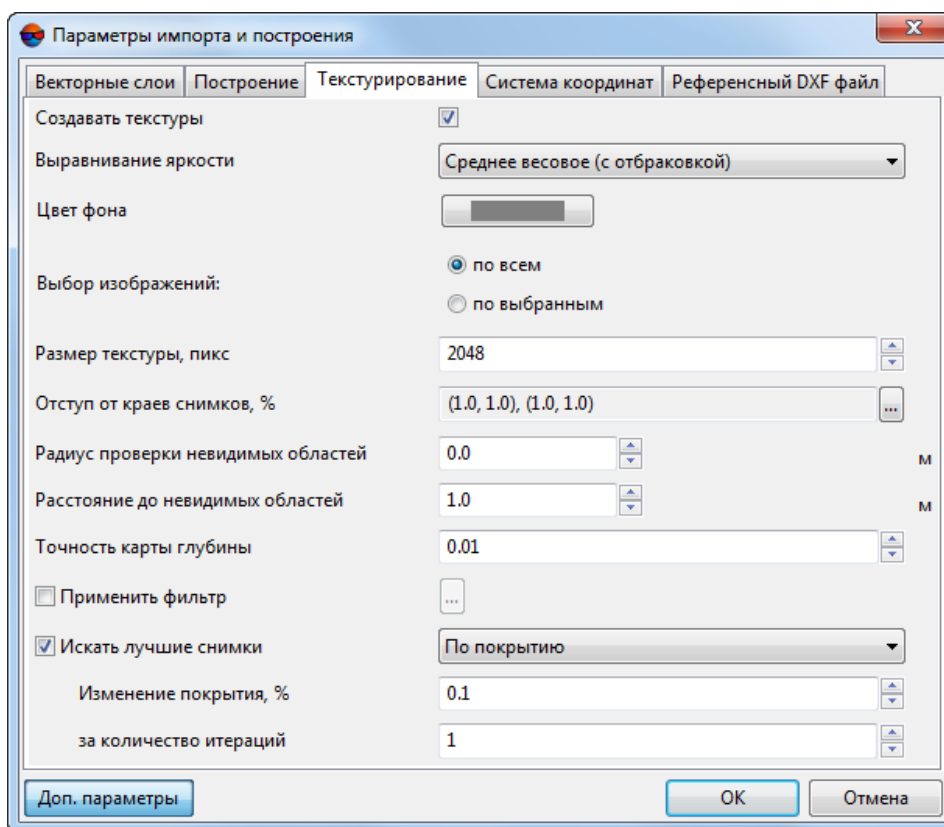 Параметры импорта и построения
Векторные слои Построение Текстурирование Система координат Референсный DXF файл
Создавать текстуры
Выравнивание яркости Среднее весовое (с отбраковкой)
Цвет фона
по всем
Выбор изображений:
по выбранным
Размер текстуры, пикс 2048
Отступ от краев снимков, % (1.0, 1.0), (1.0, 1.0) ...
Радиус проверки невидимых областей 0.0 м
Расстояние до невидимых областей 1.0 м
Точность карты глубины 0.01
Применить фильтр ...
Искать лучшие снимки По покрытию
Изменение покрытия, % 0.1
за количество итераций 1
Доп. параметры OK Отмена